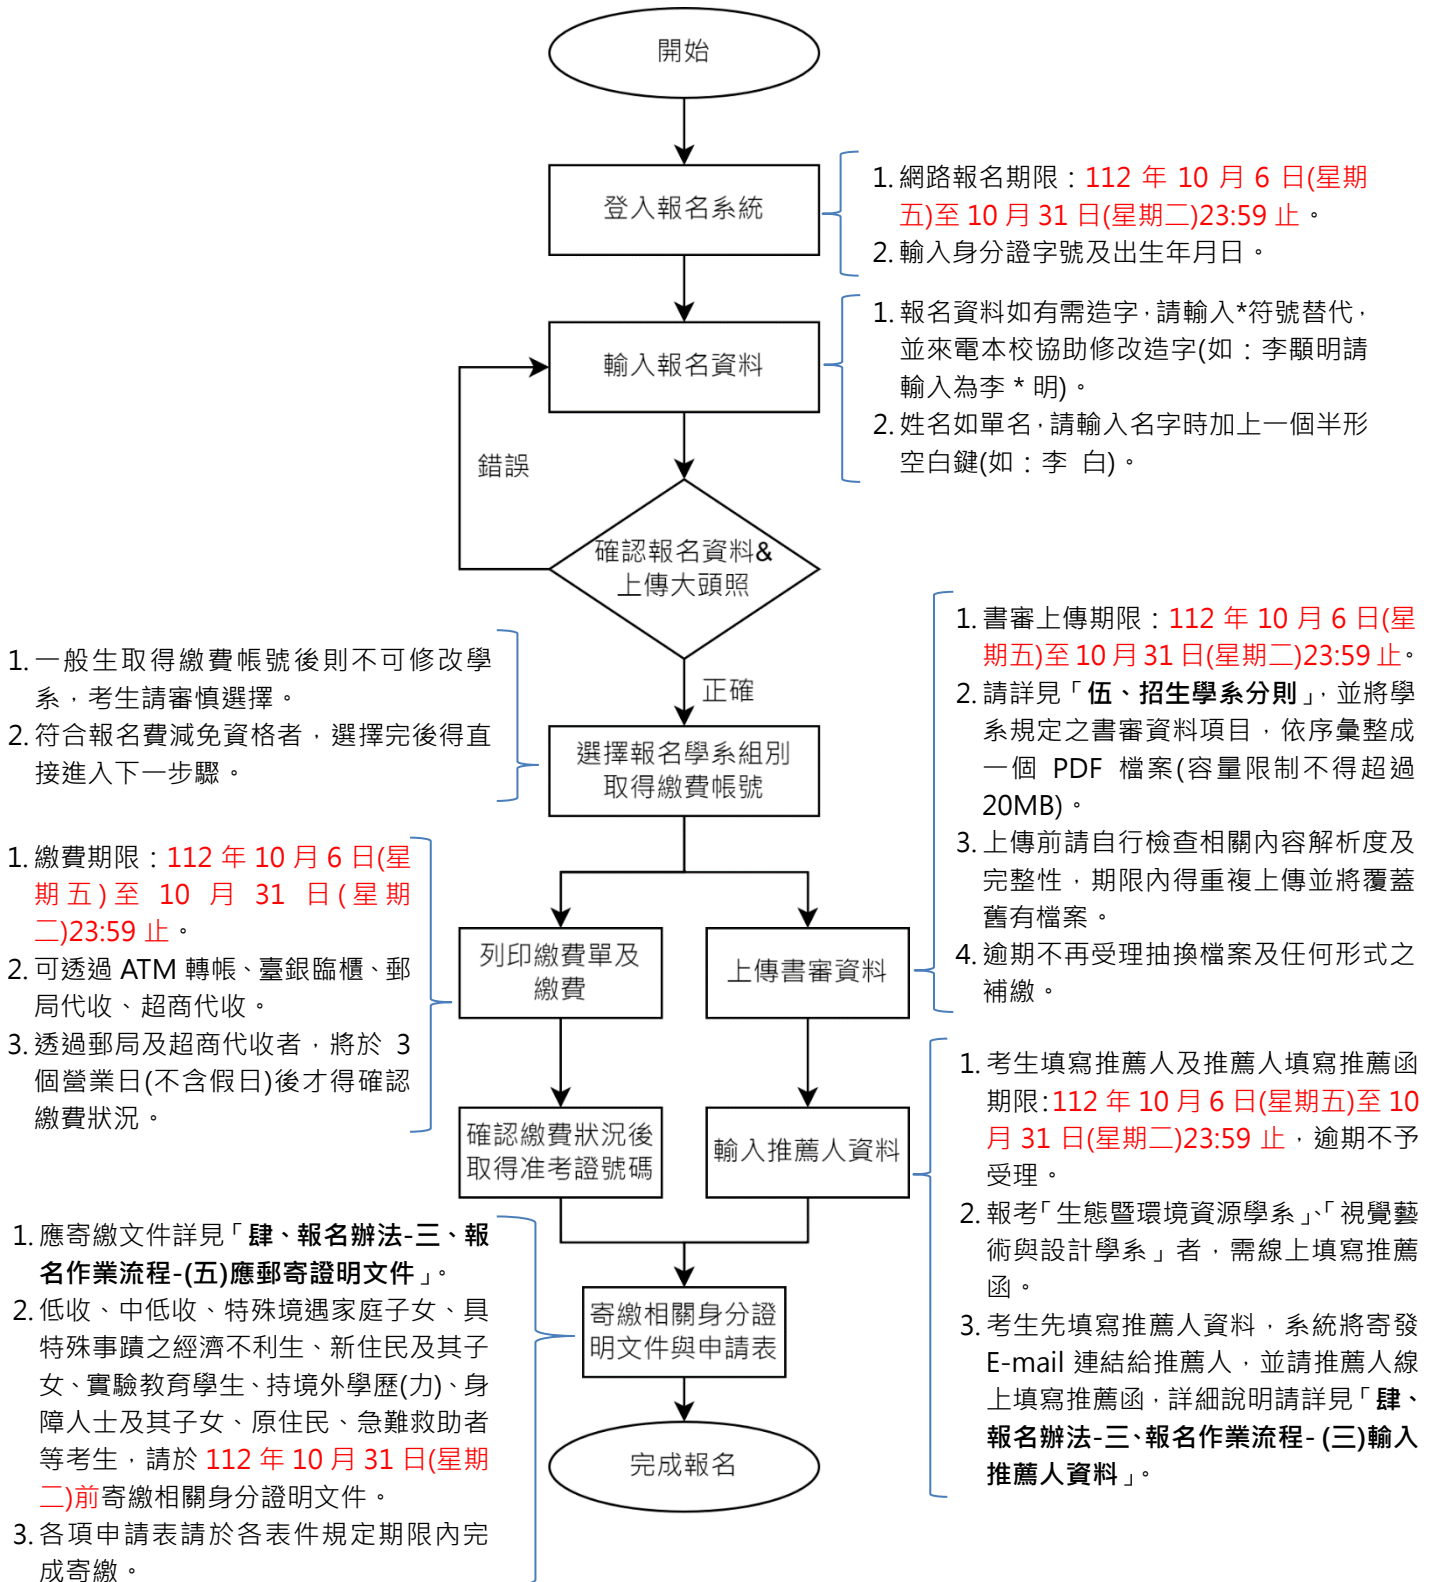 開始
登入報名系統
1. 網路報名期限：112 年 10 月 6 日(星期
五)至 10 月 31 日(星期二)23:59 止。
2. 輸入身分證字號及出生年月日。
輸入報名資料
1. 報名資料如有需造字，請輸入*符號替代，
並來電本校協助修改造字(如：李顒明請
輸入為李 * 明)。
2. 姓名如單名，請輸入名字時加上一個半形
空白鍵(如：李 白)。
錯誤
確認報名資料&
上傳大頭照
正確
1. 一般生取得繳費帳號後則不可修改學
系，考生請審慎選擇。
2. 符合報名費減免資格者，選擇完後得直
接進入下一步驟。
選擇報名學系組別
取得繳費帳號
1. 書審上傳期限：112 年 10 月 6 日(星
期五)至 10 月 31 日(星期二)23:59 止。
2. 請詳見「伍、招生學系分則」，並將學
系規定之書審資料項目，依序彙整成
一個 PDF 檔案(容量限制不得超過
20MB)。
3. 上傳前請自行檢查相關內容解析度及
完整性，期限內得重複上傳並將覆蓋
舊有檔案。
4. 逾期不再受理抽換檔案及任何形式之
補繳。
1. 繳費期限：112 年 10 月 6 日(星
期五)至 10 月 31 日(星期
二)23:59 止。
2. 可透過 ATM 轉帳、臺銀臨櫃、郵
局代收、超商代收。
3. 透過郵局及超商代收者，將於 3
個營業日(不含假日)後才得確認
繳費狀況。
列印繳費單及
繳費
上傳書審資料
確認繳費狀況後
取得准考證號碼
輸入推薦人資料
1. 考生填寫推薦人及推薦人填寫推薦函
期限:112 年 10 月 6 日(星期五)至 10
月 31 日(星期二)23:59 止，逾期不予
受理。
2. 報考「生態暨環境資源學系」、「視覺藝
術與設計學系」者，需線上填寫推薦
函。
3. 考生先填寫推薦人資料，系統將寄發
E-mail 連結給推薦人，並請推薦人線
上填寫推薦函，詳細說明請詳見「肆、
報名辦法-三、報名作業流程- (三)輸入
推薦人資料」。
1. 應寄繳文件詳見「肆、報名辦法-三、報
名作業流程-(五)應郵寄證明文件」。
2. 低收、中低收、特殊境遇家庭子女、具
特殊事蹟之經濟不利生、新住民及其子
女、實驗教育學生、持境外學歷(力)、身
障人士及其子女、原住民、急難救助者
等考生，請於 112 年 10 月 31 日(星期
二)前寄繳相關身分證明文件。
3. 各項申請表請於各表件規定期限內完
成寄繳。
寄繳相關身分證
明文件與申請表
完成報名